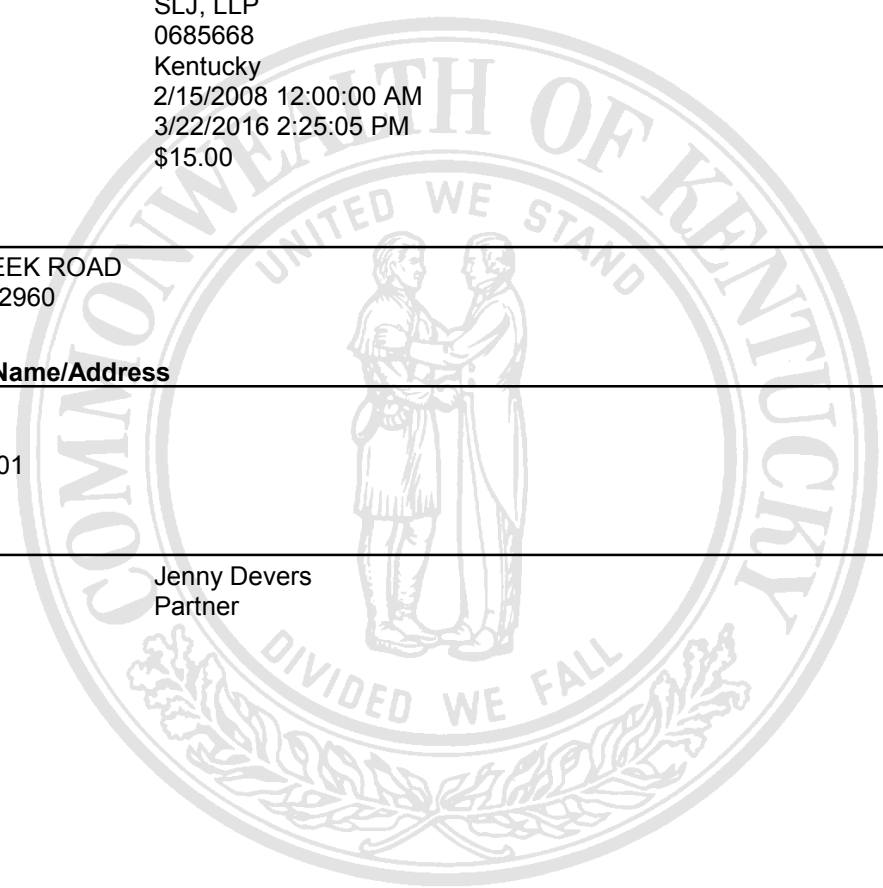 SLJ, LLP
0685668
Kentucky
2/15/2008 12:00:00 AM
3/22/2016 2:25:05 PM
$15.00
EEK ROAD
2960
Name/Address
01
Jenny Devers
Partner
COMMONWEALTH OF KENTUCKY
UNITED WE STAND
DIVIDED WE FALL